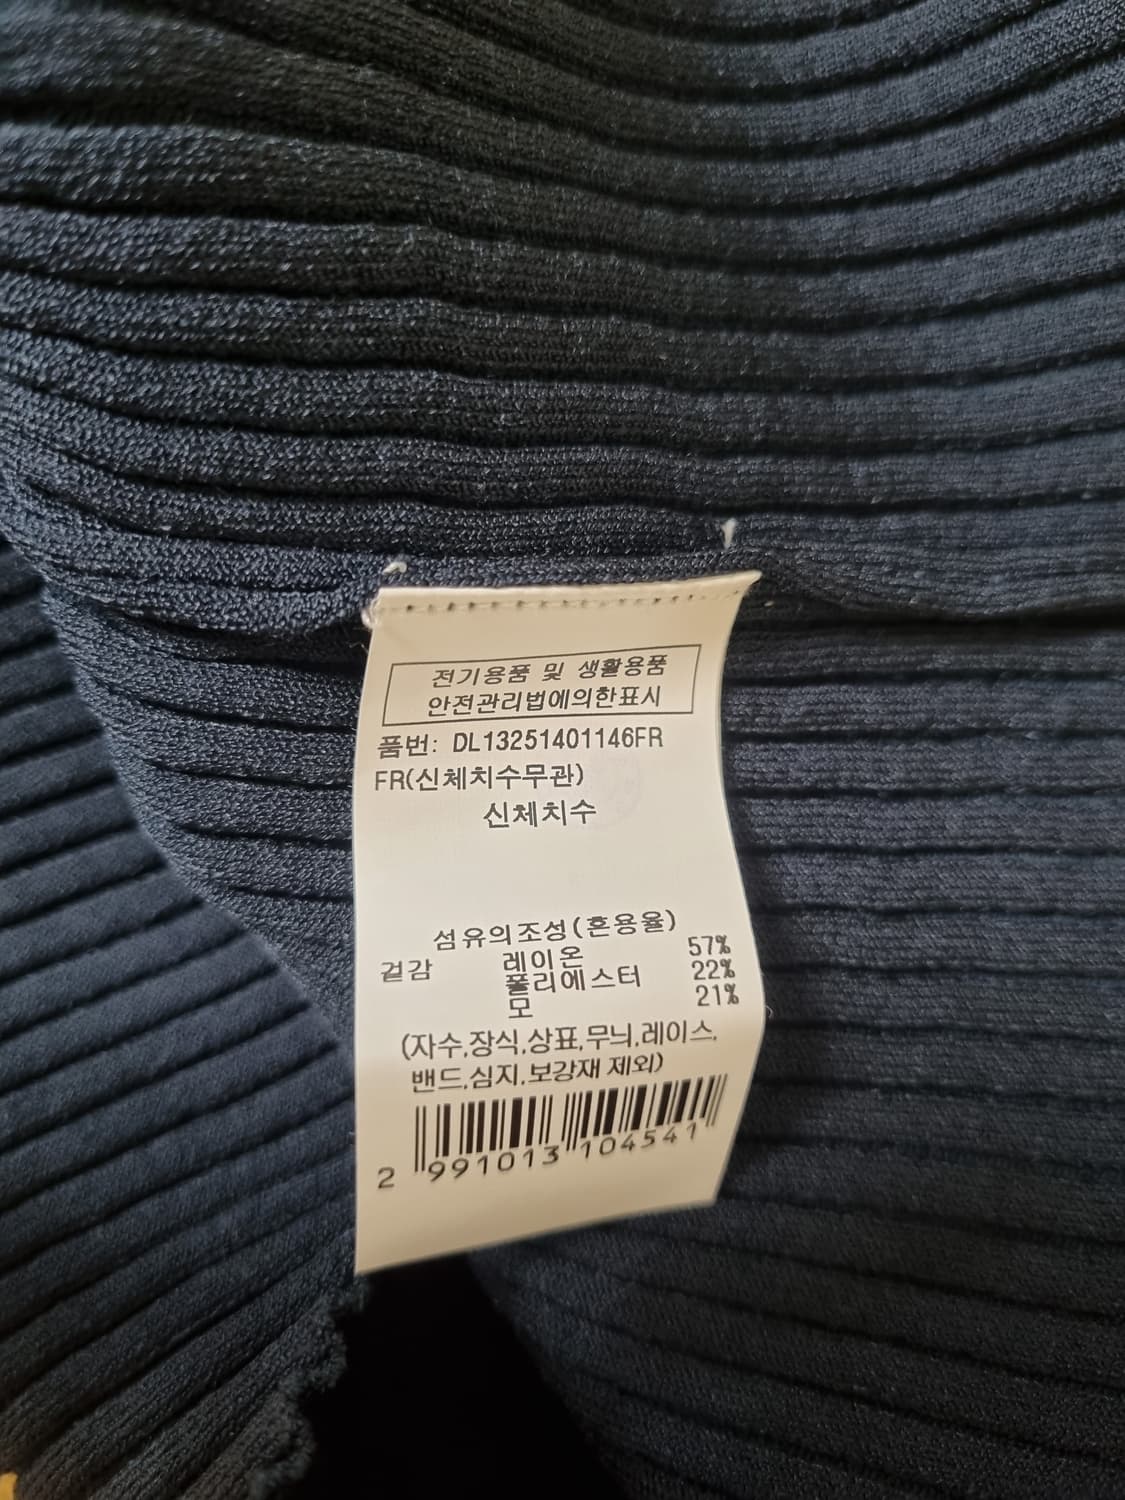 전기용품 및 생활용품
안전관리법에의한표시
품번: DL13251401146FR
FR(신체치수무관)
신체치수
섬유의조성(혼용율)
겉감 레이온 57%
폴리에스터 22%
모 21%
(자수,장식,상표,무늬,레이스,
밴드,심지,보강재 제외)
2 991013 104541